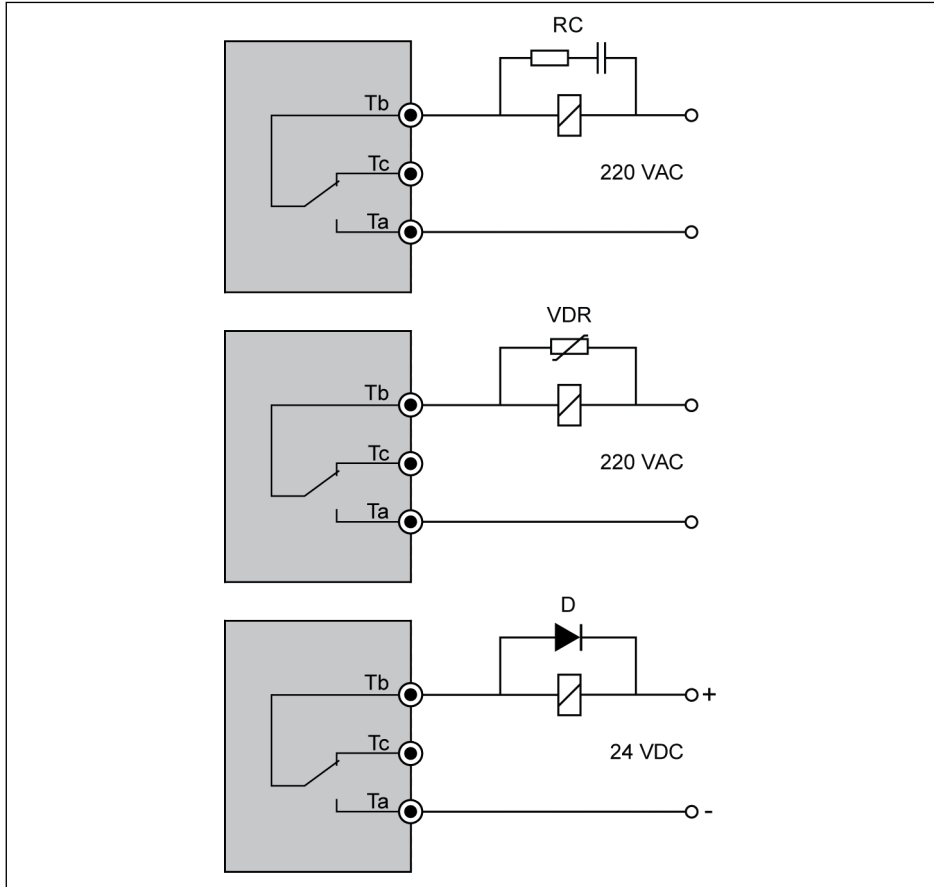 RC
Tb
Tc
220 VAC
Ta
VDR
Tb
Tc
220 VAC
Ta
D
Tb
+
Tc
24 VDC
Ta
-